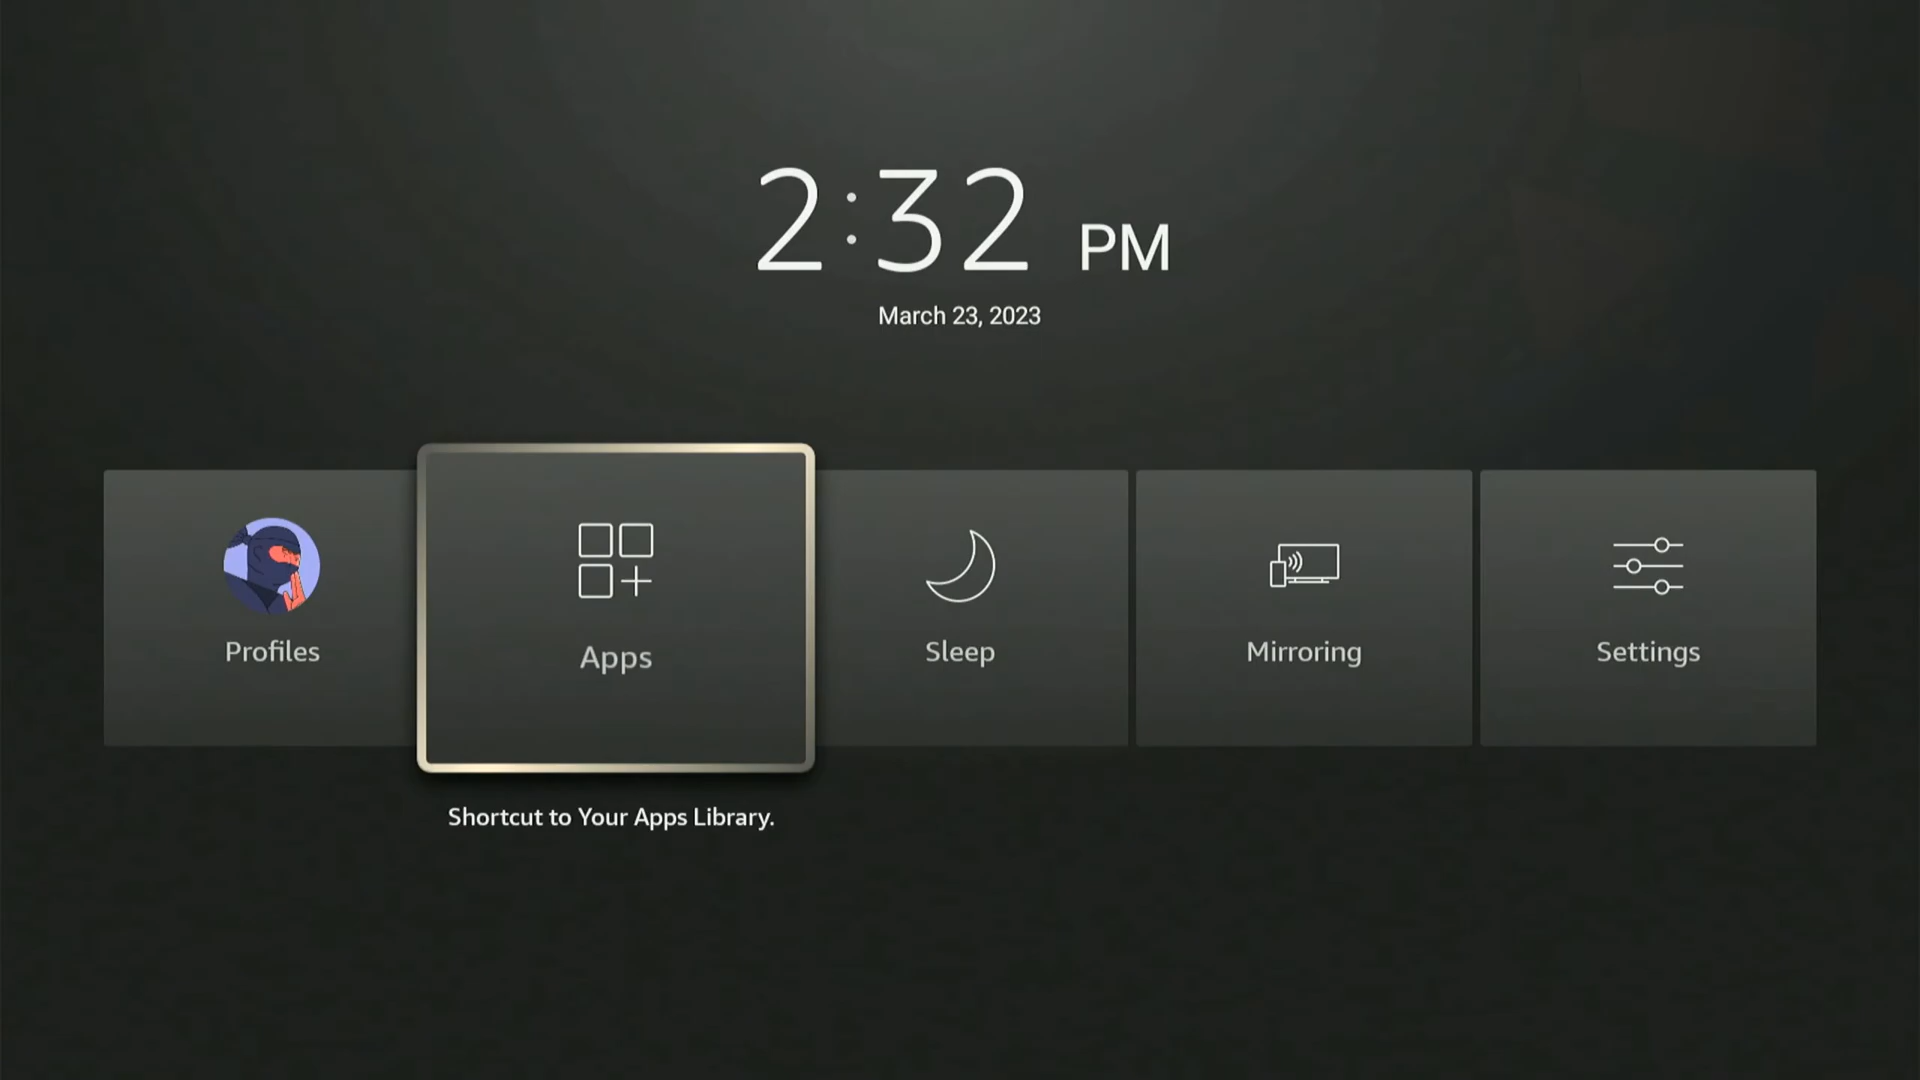 2:32 PM
March 23, 2023
Profiles
Apps
Sleep
Mirroring
Settings
Shortcut to Your Apps Library.